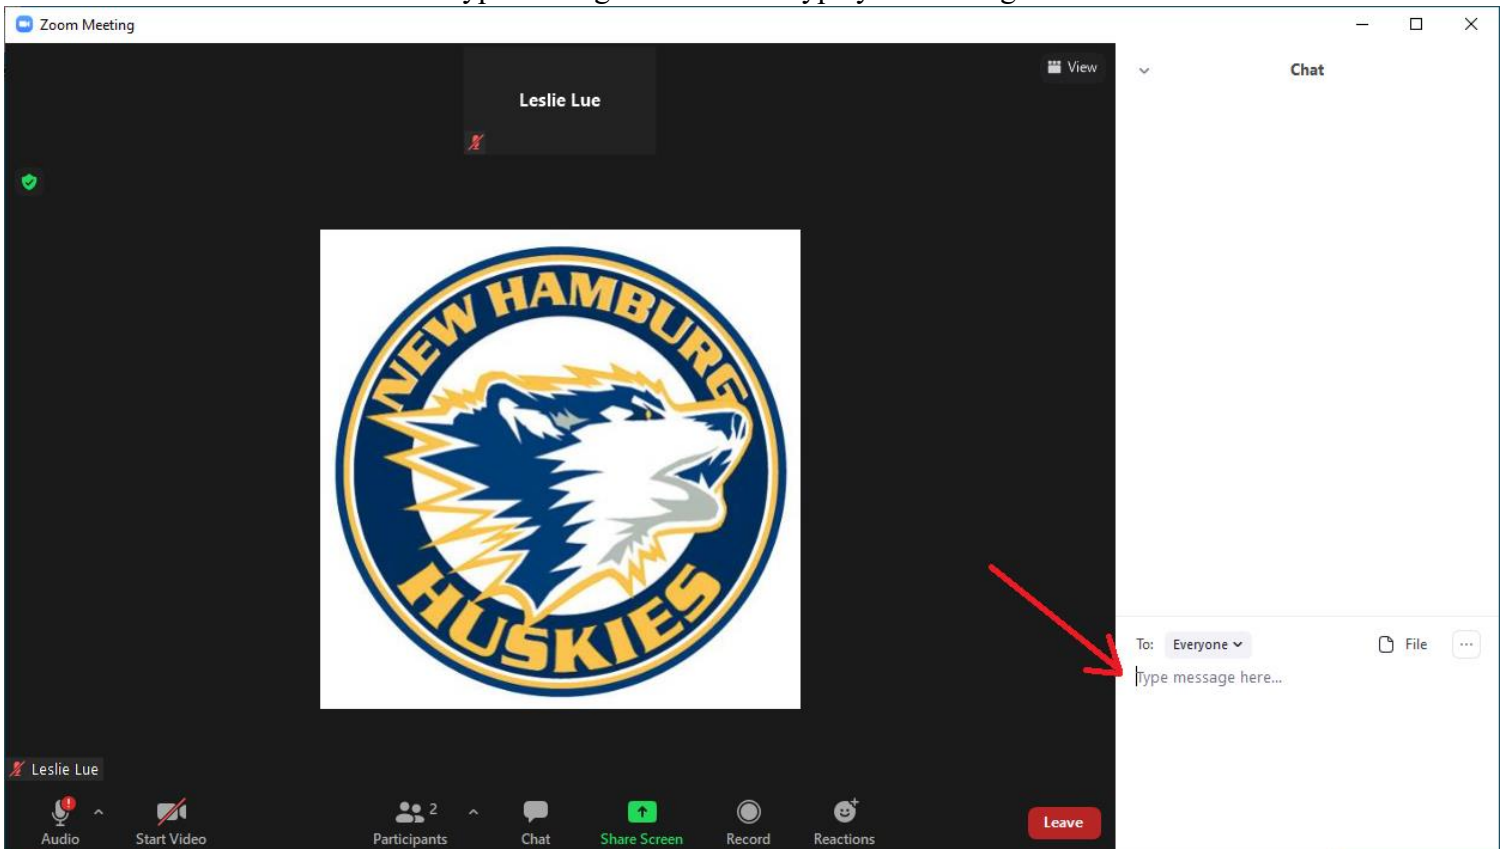 Zoom Meeting
View
Chat
Leslie Lue
NEW HAMBURG
HUSKIES
To: Everyone File
Type message here...
Leslie Lue
2
Audio Start Video Participants Chat Share Screen Record Reactions Leave